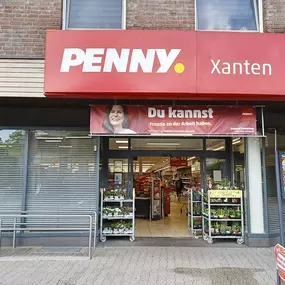 PENNY.
Xanten
Du kannst
Freude an der Arbeit haben.